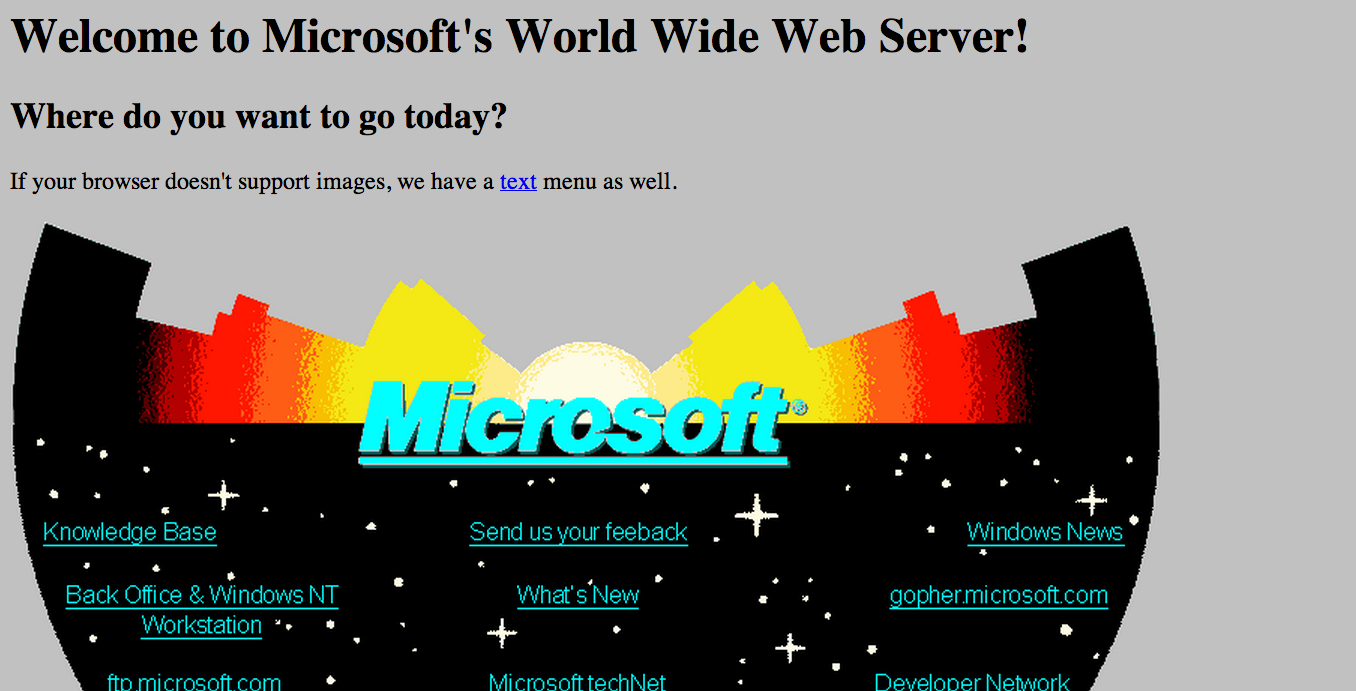 Welcome to Microsoft's World Wide Web Server!
Where do you want to go today?
If your browser doesn't support images, we have a text menu as well.
Microsoft®
Knowledge Base
Send us your feeback
Windows News
Back Office & Windows NT
Workstation
What's New
gopher.microsoft.com
ftp.microsoft.com
Microsoft techNet
Developer Network